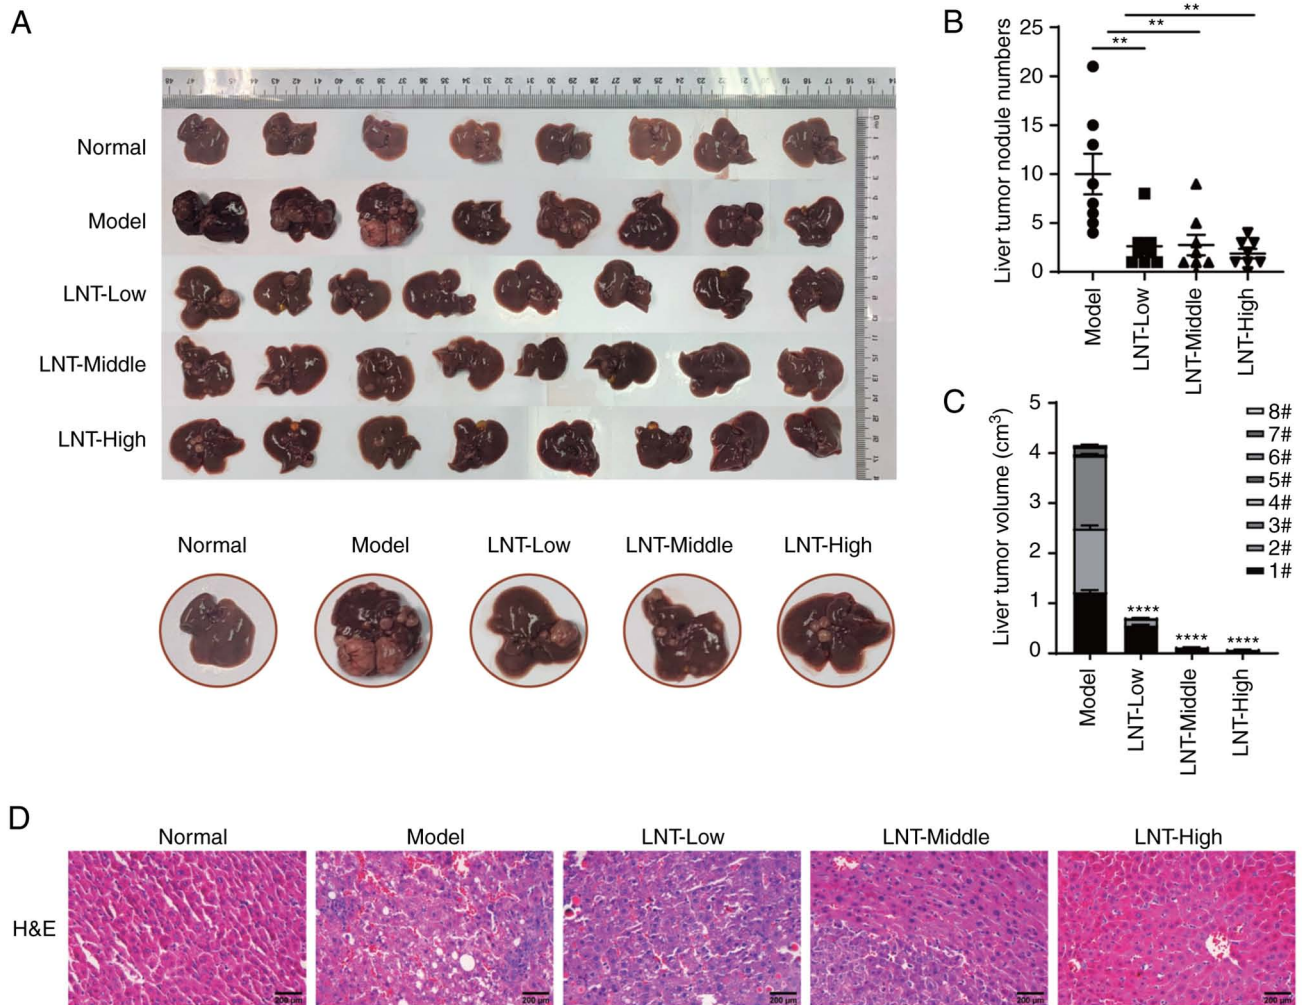 A
Normal
Model
LNT-Low
LNT-Middle
LNT-High
Normal Model LNT-Low LNT-Middle LNT-High
B
Liver tumor nodule numbers
25
20
15
10
5
0
**
**
**
Model LNT-Low LNT-Middle LNT-High
C
Liver tumor volume (cm³)
5
4
3
2
1
0
8#
7#
6#
5#
4#
3#
2#
1#
**** **** ****
Model LNT-Low LNT-Middle LNT-High
D
Normal Model LNT-Low LNT-Middle LNT-High
H&E
200 μm 200 μm 200 μm 200 μm 200 μm